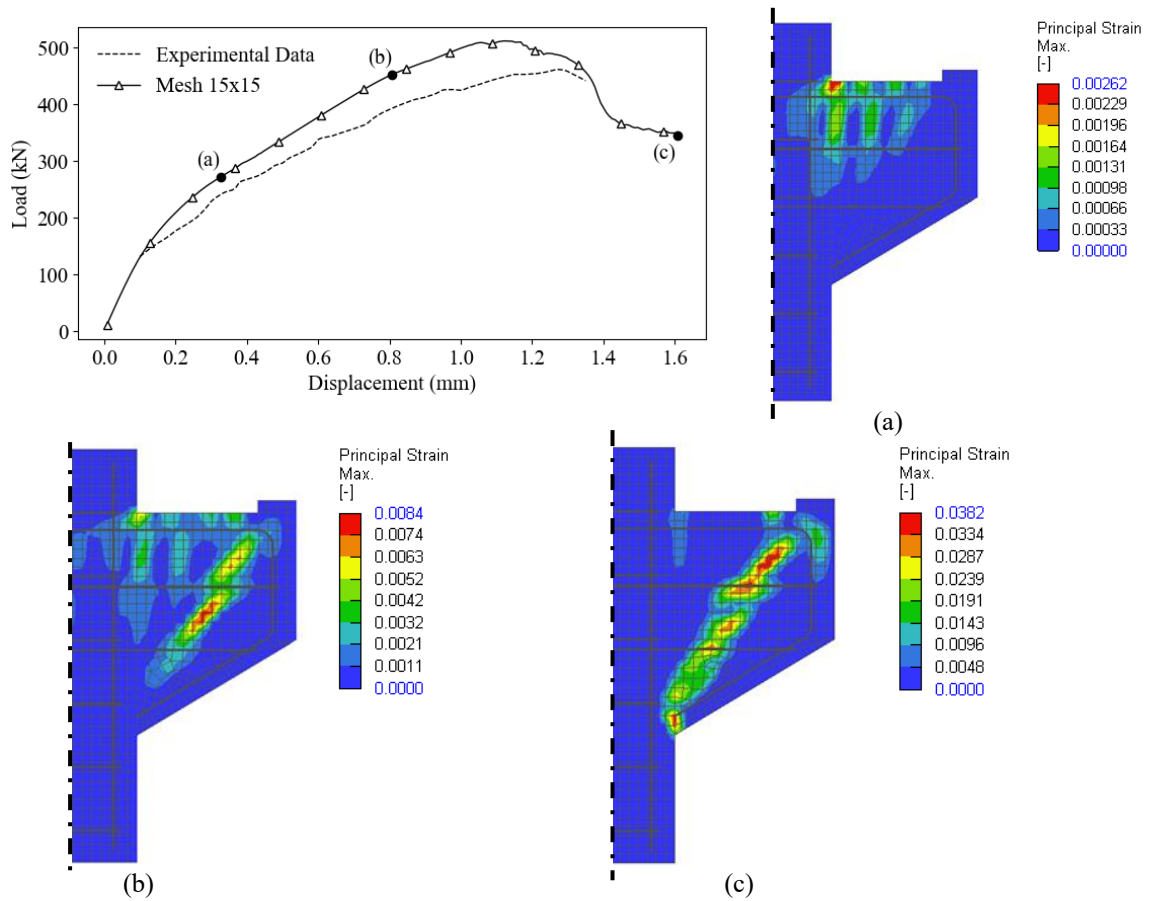 Experimental Data
Mesh 15x15
500
400
300
200
100
0
Load (kN)
(a)
(b)
(c)
0.0 0.2 0.4 0.6 0.8 1.0 1.2 1.4 1.6
Displacement (mm)
Principal Strain
Max.
[-]
0.00262
0.00229
0.00196
0.00164
0.00131
0.00098
0.00066
0.00033
0.00000
(a)
Principal Strain
Max.
[-]
0.0084
0.0074
0.0063
0.0052
0.0042
0.0032
0.0021
0.0011
0.0000
(b)
Principal Strain
Max.
[-]
0.0382
0.0334
0.0287
0.0239
0.0191
0.0143
0.0096
0.0048
0.0000
(c)